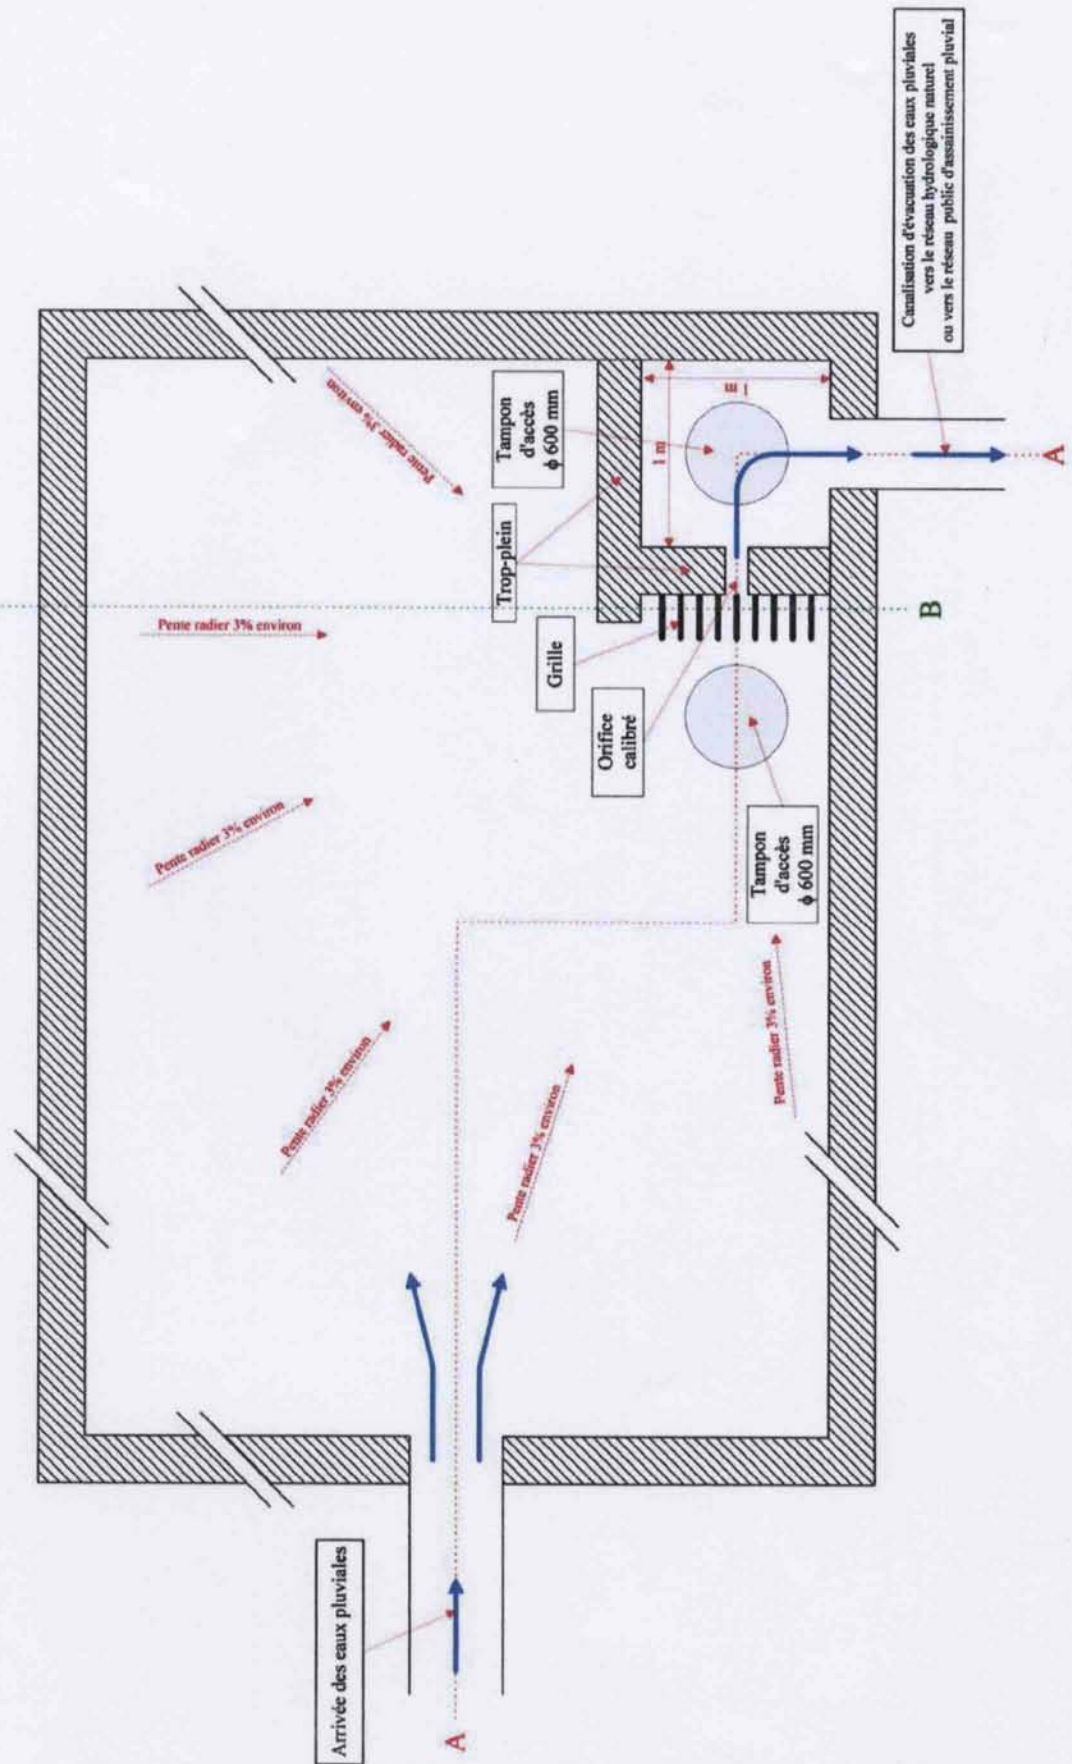 Arrivée des eaux pluviales
A
Pente radier 3% environ
Pente radier 3% environ
Pente radier 3% environ
Pente radier 3% environ
Pente radier 3% environ
Pente radier 3% environ
Tampon
d'accès
ϕ 600 mm
Trop-plein
Grille
Orifice
calibré
Tampon
d'accès
ϕ 600 mm
1 m
1 m
B
A
Canalisation d'évacuation des eaux pluviales
vers le réseau hydrologique naturel
ou vers le réseau public d'assainissement pluvial